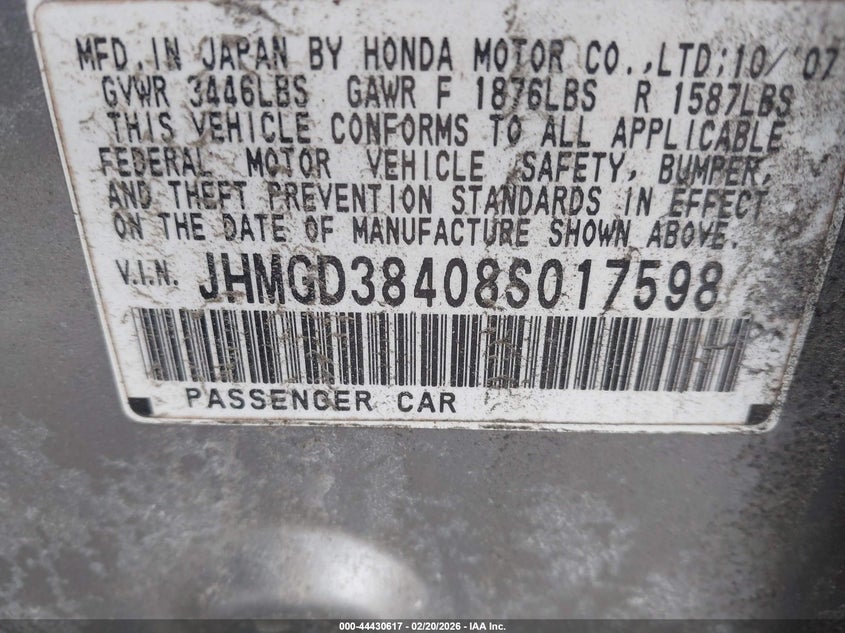 MFD. IN JAPAN BY HONDA MOTOR CO.,LTD;10/'07
GVWR 3446LBS GAWR F 1876LBS R 1587LBS
THIS VEHICLE CONFORMS TO ALL APPLICABLE
FEDERAL MOTOR VEHICLE SAFETY, BUMPER,
AND THEFT PREVENTION STANDARDS IN EFFECT
ON THE DATE OF MANUFACTURE SHOWN ABOVE.
V.I.N. JHMGD38408S017598
PASSENGER CAR
000-44430617 - 02/20/2026 - IAA Inc.